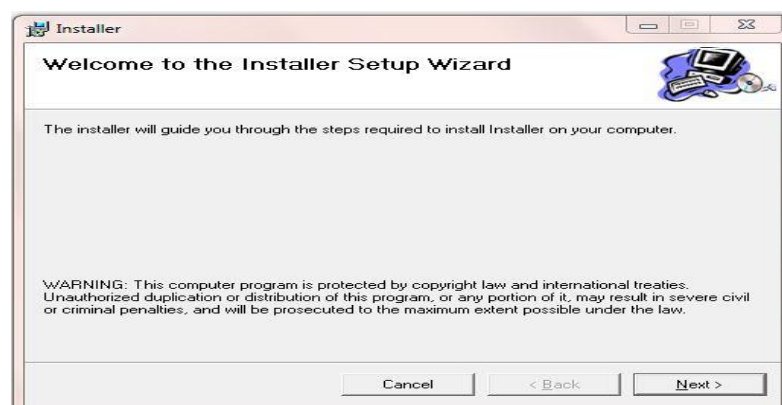 Installer
Welcome to the Installer Setup Wizard
The installer will guide you through the steps required to install Installer on your computer.
WARNING: This computer program is protected by copyright law and international treaties.
Unauthorized duplication or distribution of this program, or any portion of it, may result in severe civil
or criminal penalties, and will be prosecuted to the maximum extent possible under the law.
Cancel < Back Next >